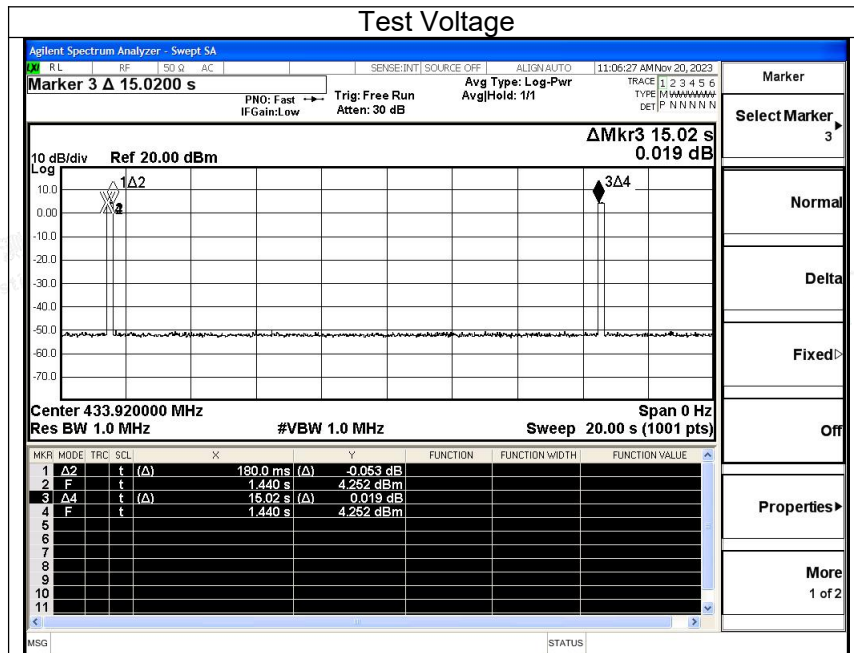 Test Voltage
Agilent Spectrum Analyzer - Swept SA
LXI RL RF 50 Ω AC SENSE:INT SOURCE OFF ALIGN AUTO 11:06:27 AM Nov 20, 2023
Marker 3 Δ 15.0200 s
PNO: Fast
IFGain:Low
Trig: Free Run
Atten: 30 dB
Avg Type: Log-Pwr
Avg|Hold: 1/1
TRACE 1 2 3 4 5 6
TYPE M WWWWW
DET P N N N N N
ΔMkr3 15.02 s
0.019 dB
10 dB/div Ref 20.00 dBm
Log
1Δ2
3Δ4
10.0
0.00
-10.0
-20.0
-30.0
-40.0
-50.0
-60.0
-70.0
Center 433.920000 MHz Span 0 Hz
Res BW 1.0 MHz #VBW 1.0 MHz Sweep 20.00 s (1001 pts)
MKR MODE TRC SCL X Y FUNCTION FUNCTION WIDTH FUNCTION VALUE
1 Δ2 t (Δ) 180.0 ms (Δ) -0.053 dB
2 F t 1.440 s 4.252 dBm
3 Δ4 t (Δ) 15.02 s (Δ) 0.019 dB
4 F t 1.440 s 4.252 dBm
5
6
7
8
9
10
11
MSG STATUS
Marker
Select Marker
3
Normal
Delta
Fixed
Off
Properties
More
1 of 2